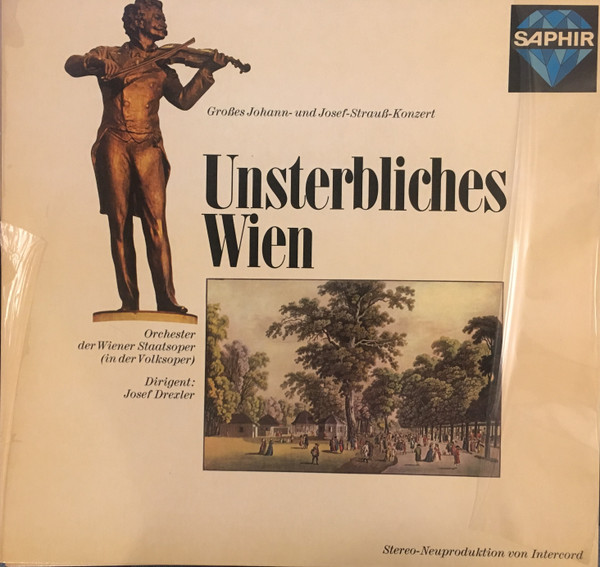 SAPHIR
Großes Johann- und Josef-Strauß-Konzert
Unsterbliches
Wien
Orchester
der Wiener Staatsoper
(in der Volksoper)
Dirigent:
Josef Drexler
Stereo-Neuproduktion von Intercord